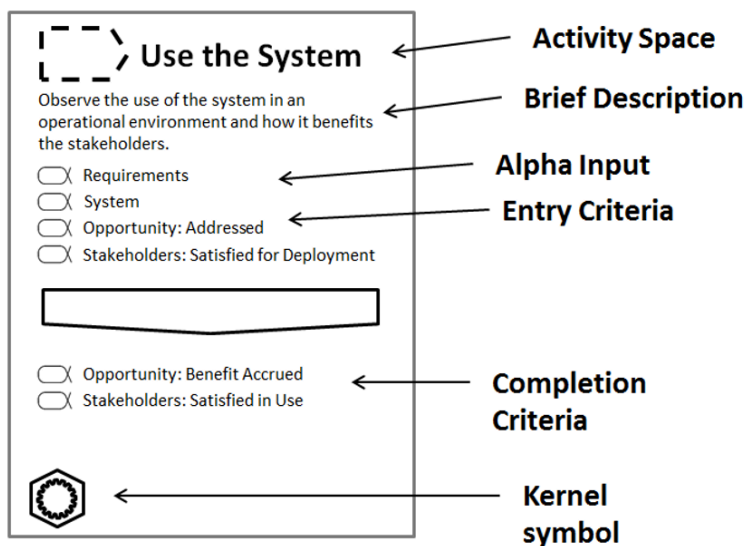 Use the System
Activity Space
Observe the use of the system in an
operational environment and how it benefits
the stakeholders.
Brief Description
Requirements
Alpha Input
System
Entry Criteria
Opportunity: Addressed
Stakeholders: Satisfied for Deployment
Opportunity: Benefit Accrued
Stakeholders: Satisfied in Use
Completion
Criteria
Kernel
symbol